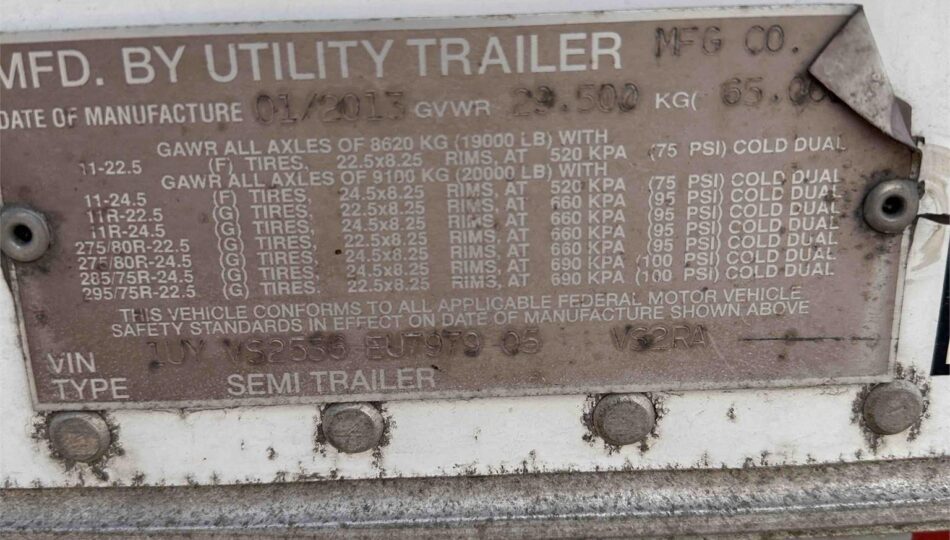 MFD. BY UTILITY TRAILER MFG CO.
DATE OF MANUFACTURE 01/2013 GVWR 29.500 KG( 65.00
GAWR ALL AXLES OF 8620 KG (19000 LB) WITH
11-22.5 (F) TIRES, 22.5x8.25 RIMS, AT 520 KPA (75 PSI) COLD DUAL
GAWR ALL AXLES OF 9100 KG (20000 LB) WITH
11-24.5 (F) TIRES, 24.5x8.25 RIMS, AT 520 KPA (75 PSI) COLD DUAL
11R-22.5 (G) TIRES, 22.5x8.25 RIMS, AT 660 KPA (95 PSI) COLD DUAL
11R-24.5 (G) TIRES, 24.5x8.25 RIMS, AT 660 KPA (95 PSI) COLD DUAL
275/80R-22.5 (G) TIRES, 22.5x8.25 RIMS, AT 660 KPA (95 PSI) COLD DUAL
275/80R-24.5 (G) TIRES, 24.5x8.25 RIMS, AT 660 KPA (95 PSI) COLD DUAL
285/75R-24.5 (G) TIRES, 24.5x8.25 RIMS, AT 690 KPA (100 PSI) COLD DUAL
295/75R-22.5 (G) TIRES, 22.5x8.25 RIMS, AT 690 KPA (100 PSI) COLD DUAL
THIS VEHICLE CONFORMS TO ALL APPLICABLE FEDERAL MOTOR VEHICLE
SAFETY STANDARDS IN EFFECT ON DATE OF MANUFACTURE SHOWN ABOVE
VIN 1UY VS2536 EU7979 05 VS2RA
TYPE SEMI TRAILER